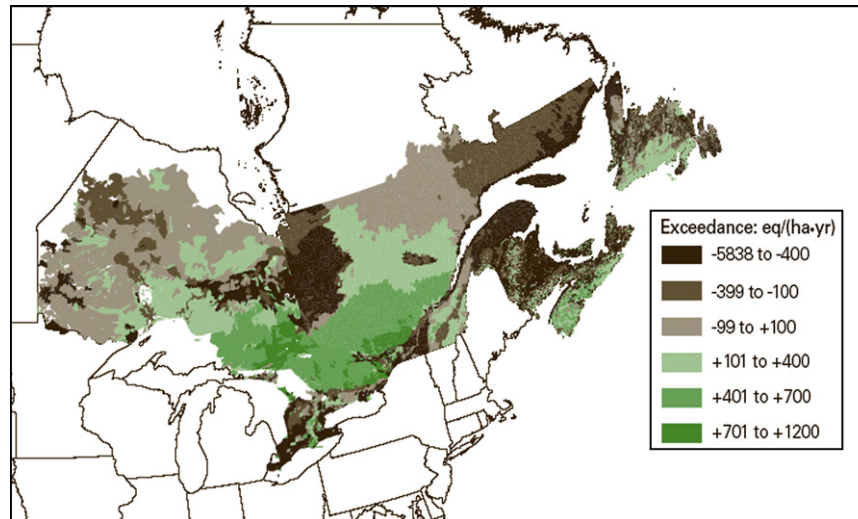 Exceedance: eq/(ha•yr)
-5838 to -400
-399 to -100
-99 to +100
+101 to +400
+401 to +700
+701 to +1200